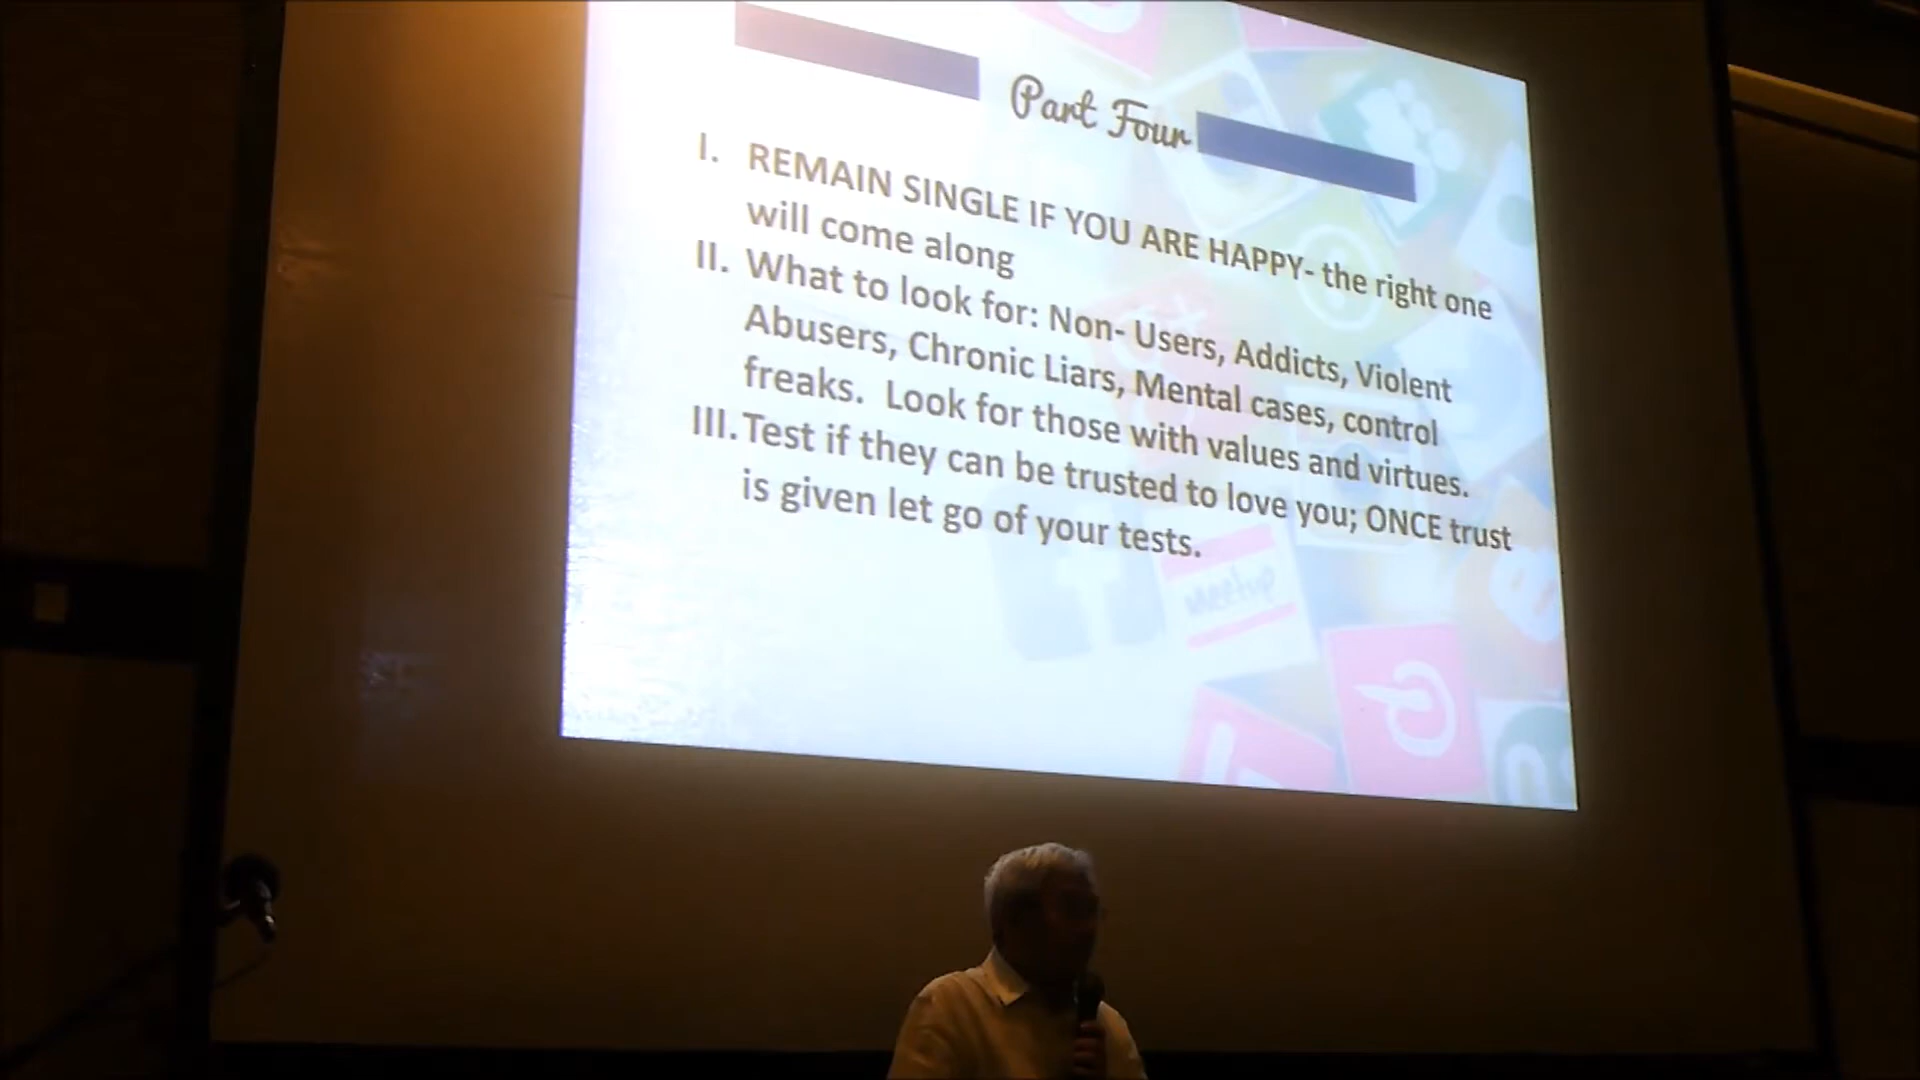 Part Four
I. REMAIN SINGLE IF YOU ARE HAPPY- the right one
will come along
II. What to look for: Non- Users, Addicts, Violent
Abusers, Chronic Liars, Mental cases, control
freaks. Look for those with values and virtues.
III. Test if they can be trusted to love you; ONCE trust
is given let go of your tests.
meetup